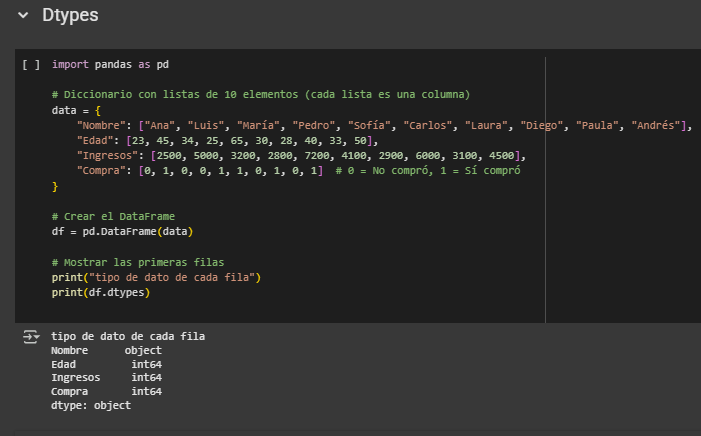 Dtypes
[ ] import pandas as pd
# Diccionario con listas de 10 elementos (cada lista es una columna)
data = {
    "Nombre": ["Ana", "Luis", "María", "Pedro", "Sofía", "Carlos", "Laura", "Diego", "Paula", "Andrés"],
    "Edad": [23, 45, 34, 25, 65, 30, 28, 40, 33, 50],
    "Ingresos": [2500, 5000, 3200, 2800, 7200, 4100, 2900, 6000, 3100, 4500],
    "Compra": [0, 1, 0, 0, 1, 1, 0, 1, 0, 1]  # 0 = No compró, 1 = Sí compró
}
# Crear el DataFrame
df = pd.DataFrame(data)
# Mostrar las primeras filas
print("tipo de dato de cada fila")
print(df.dtypes)
tipo de dato de cada fila
Nombre      object
Edad         int64
Ingresos     int64
Compra       int64
dtype: object